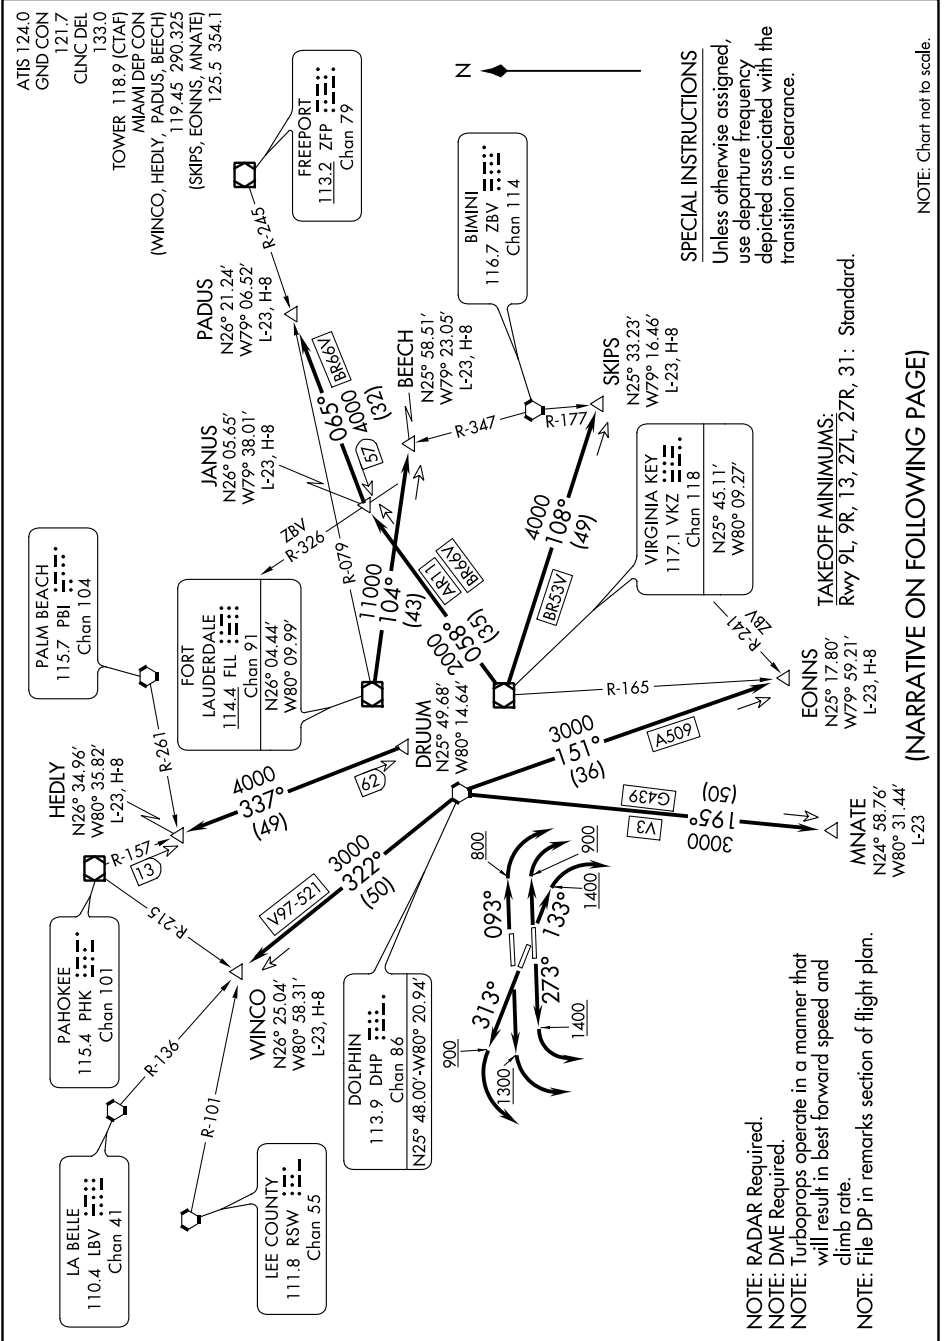 ATIS 124.0
GND CON
121.7
CLNC DEL
133.0
TOWER 118.9 (CTAF)
MIAMI DEP CON
(WINCO, HEDLY, PADUS, BEECH)
119.45 290.325
(SKIPS, EONNS, MNATE)
125.5 354.1
LA BELLE
110.4 LBV
Chan 41
R-136
LEE COUNTY
111.8 RSW
Chan 55
R-101
PAHOKEE
115.4 PHK
Chan 101
R-215
R-157
13
PALM BEACH
115.7 PBI
Chan 104
R-261
HEDLY
N26° 34.96'
W80° 35.82'
L-23, H-8
WINCO
N26° 25.04'
W80° 58.31'
L-23, H-8
V97-521
3000
322°
(50)
4000
337°
(49)
62
DRUUM
N25° 49.68'
W80° 14.64'
FORT
LAUDERDALE
114.4 FLL
Chan 91
N26° 04.44'
W80° 09.99'
JANUS
N26° 05.65'
W79° 38.01'
L-23, H-8
ZBV
R-326
R-079
PADUS
N26° 21.24'
W79° 06.52'
L-23, H-8
R-245
FREEPORT
113.2 ZFP
Chan 79
BR66V
065°
4000
(32)
57
BEECH
N25° 58.51'
W79° 23.05'
L-23, H-8
11000
104°
(43)
AR11
BR66V
2000
058°
(35)
BIMINI
116.7 ZBV
Chan 114
R-347
R-177
SKIPS
N25° 33.23'
W79° 16.46'
L-23, H-8
4000
108°
(49)
BR53V
VIRGINIA KEY
117.1 VKZ
Chan 118
N25° 45.11'
W80° 09.27'
R-241
ZBV
R-165
EONNS
N25° 17.80'
W79° 59.21'
L-23, H-8
3000
151°
(36)
A509
G439
V3
(50)
195°
3000
MNATE
N24° 58.76'
W80° 31.44'
L-23
DOLPHIN
113.9 DHP
Chan 86
N25° 48.00'-W80° 20.94'
313°
900
1300
273°
1400
093°
800
900
133°
1400
N
SPECIAL INSTRUCTIONS
Unless otherwise assigned,
use departure frequency
depicted associated with the
transition in clearance.
TAKEOFF MINIMUMS:
Rwy 9L, 9R, 13, 27L, 27R, 31: Standard.
NOTE: RADAR Required.
NOTE: DME Required.
NOTE: Turboprops operate in a manner that
will result in best forward speed and
climb rate.
NOTE: File DP in remarks section of flight plan.
(NARRATIVE ON FOLLOWING PAGE)
NOTE: Chart not to scale.